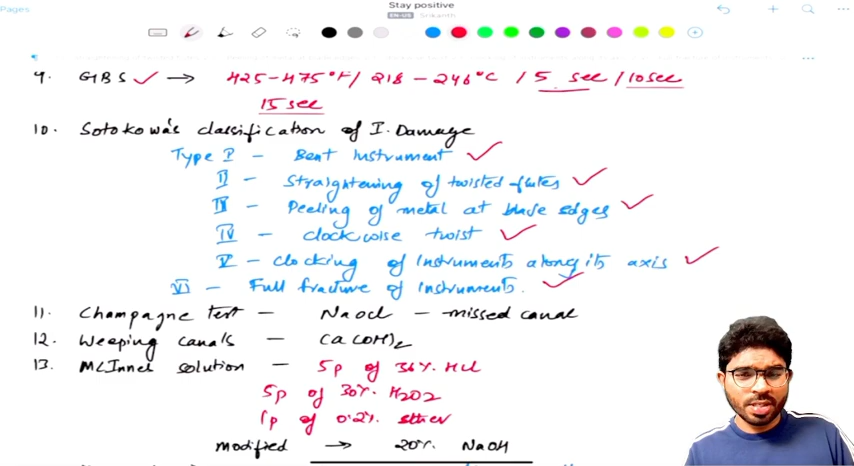 Pages
Stay positive
EN-US Srikanth
9. GBS ✓ → 425-475°F / 218 - 246°C / 5 sec / 10sec
15 sec
10. Sotokowa's classification of I. Damage
Type I - Bent Instrument ✓
II - Straightening of twisted flutes ✓
III - Peeling of metal at blade edges ✓
IV - clockwise twist ✓
V - clocking of instruments along its axis ✓
VI - Full fracture of instruments. ✓
11. Champagne test - NaOCl - missed canal
12. Weeping canals - Ca(OH)2
13. McInnel solution - 5p of 36%. HCl
5p of 30%. H2O2
1p of 0.2%. ether
modified → 20%. NaOH